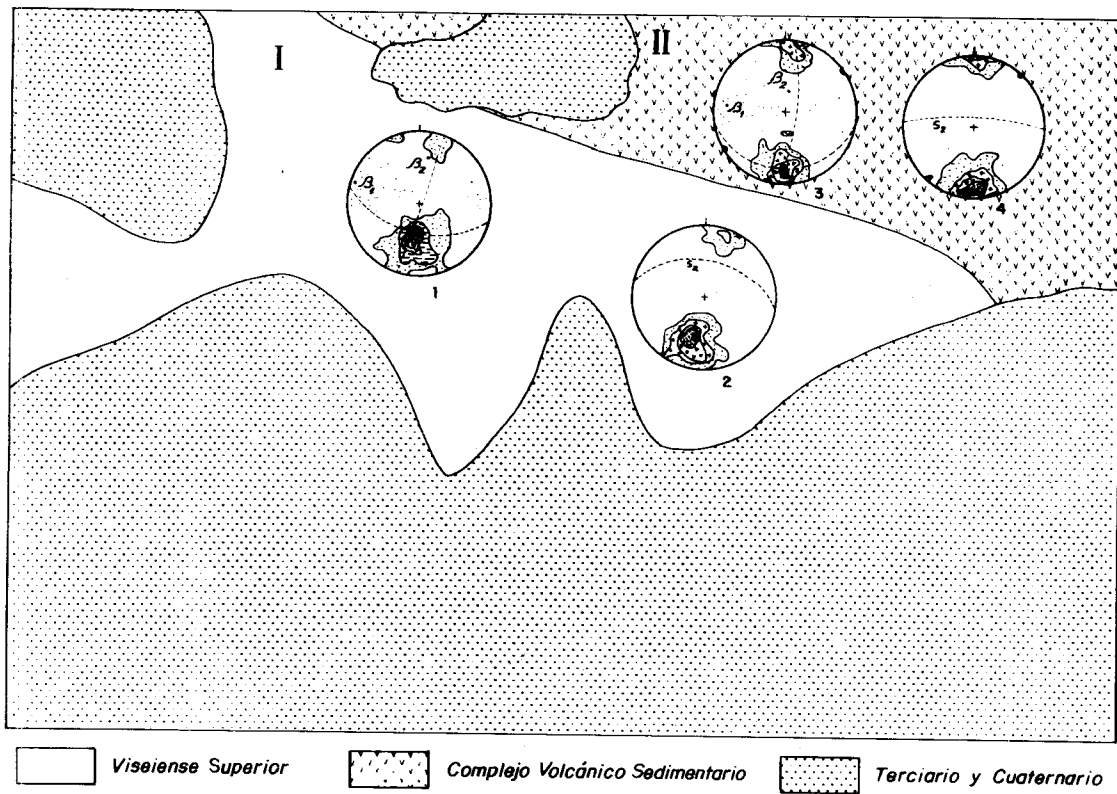 I
II
β₂
β₁
3
S₂
4
β₂
β₁
1
S₂
2
Viseiense Superior
Complejo Volcánico Sedimentario
Terciario y Cuaternario